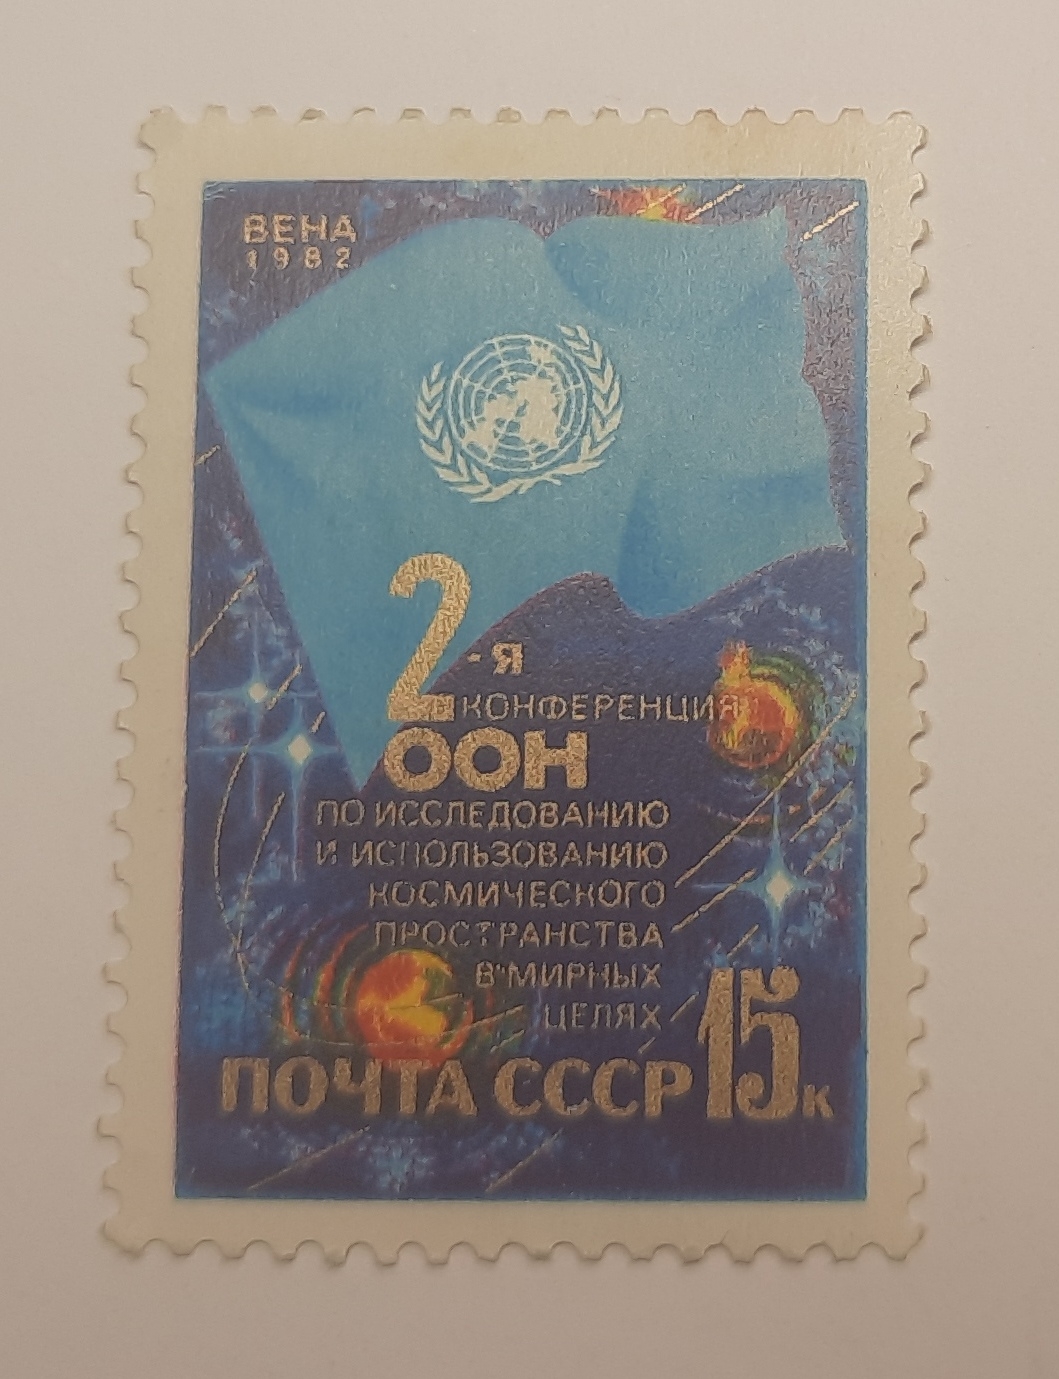 ВЕНА
1982
2-я
КОНФЕРЕНЦИЯ
ООН
ПО ИССЛЕДОВАНИЮ
И ИСПОЛЬЗОВАНИЮ
КОСМИЧЕСКОГО
ПРОСТРАНСТВА
В МИРНЫХ
ЦЕЛЯХ
ПОЧТА СССР 15к